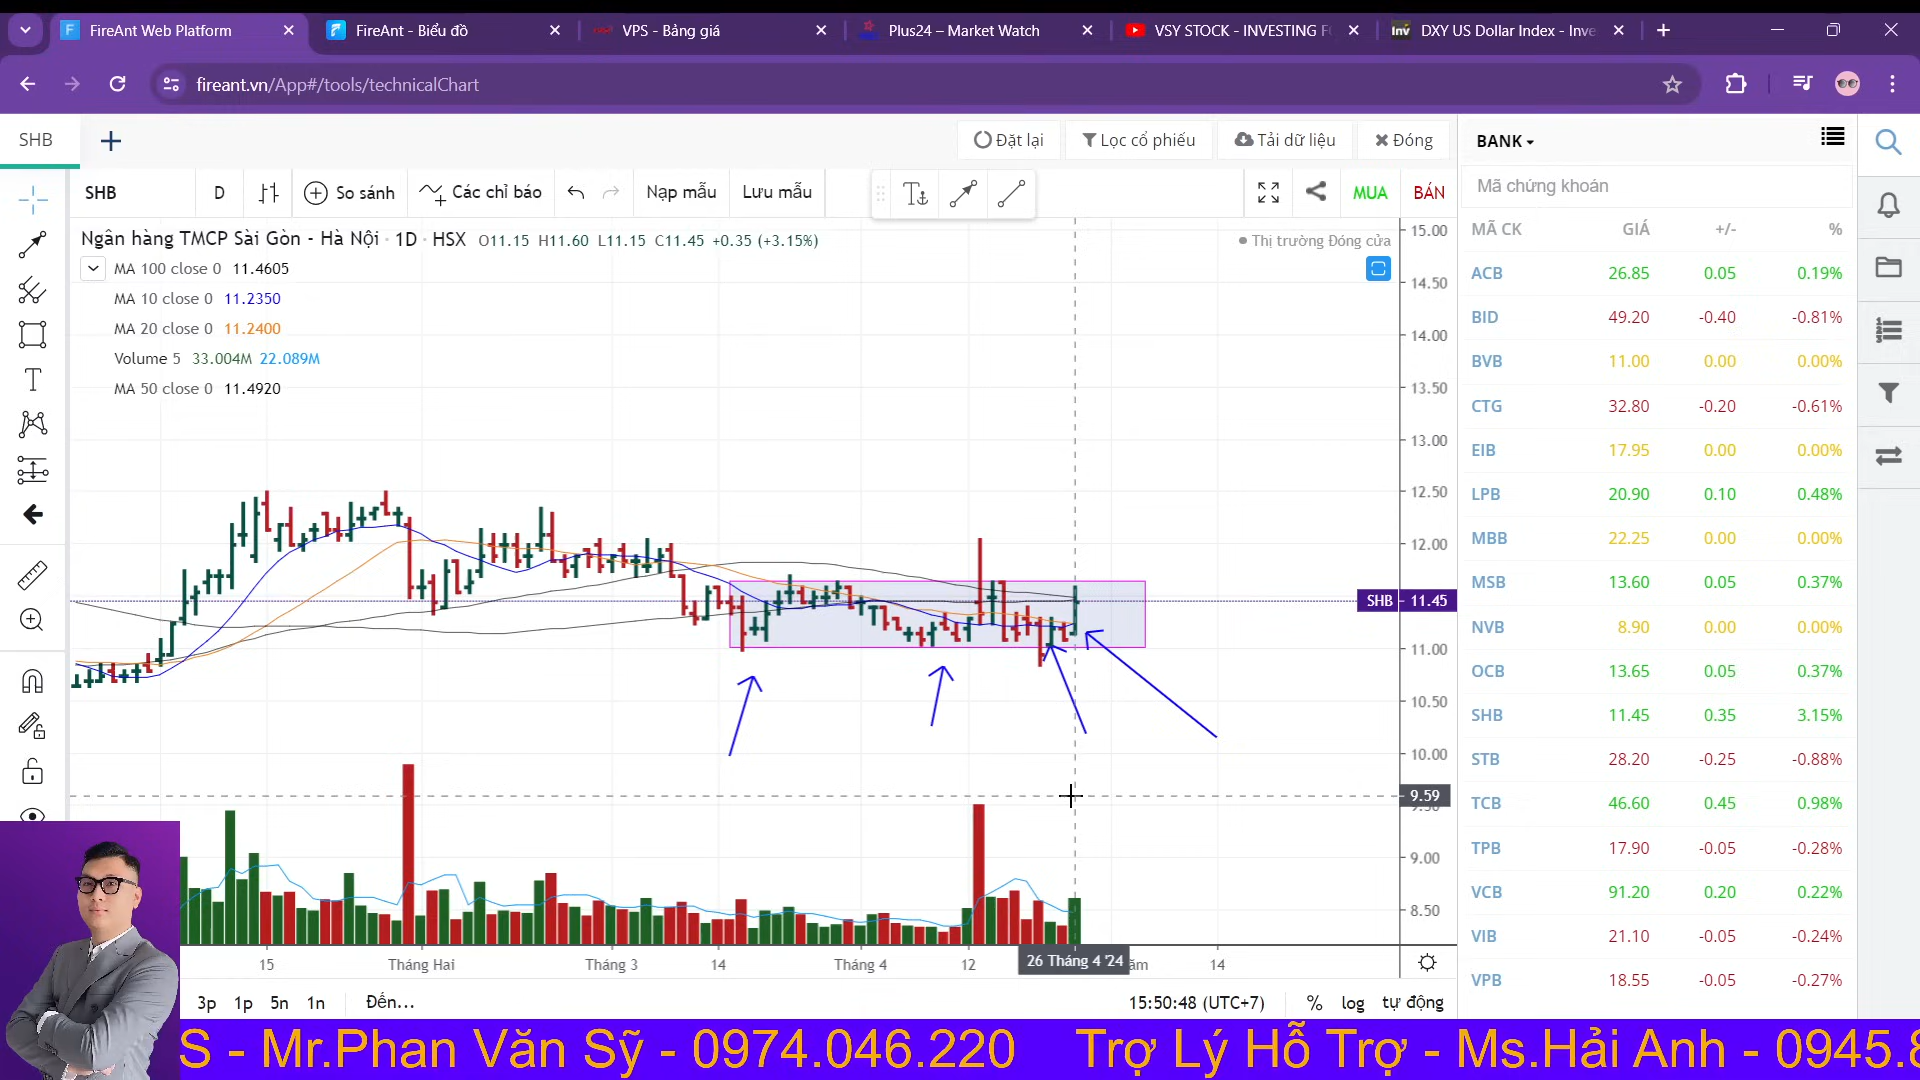 FireAnt Web Platform
FireAnt - Biểu đồ
VPS - Bảng giá
Plus24 – Market Watch
VSY STOCK - INVESTING F
DXY US Dollar Index - Inve
fireant.vn/App#/tools/technicalChart
SHB
Đặt lại
Lọc cổ phiếu
Tải dữ liệu
Đóng
SHB
D
So sánh
Các chỉ báo
Nạp mẫu
Lưu mẫu
MUA
BÁN
Ngân hàng TMCP Sài Gòn - Hà Nội · 1D · HSX O11.15 H11.60 L11.15 C11.45 +0.35 (+3.15%)
Thị trường Đóng cửa
MA 100 close 0 11.4605
MA 10 close 0 11.2350
MA 20 close 0 11.2400
Volume 5 33.004M 22.089M
MA 50 close 0 11.4920
15.00
14.50
14.00
13.50
13.00
12.50
12.00
SHB 11.45
11.00
10.50
10.00
9.59
9.00
8.50
15
Tháng Hai
Tháng 3
14
Tháng 4
12
26 Tháng 4 '24
14
3p 1p 5n 1n
Đến...
15:50:48 (UTC+7)
% log tự động
BANK
Mã chứng khoán
MÃ CK GIÁ +/- %
ACB 26.85 0.05 0.19%
BID 49.20 -0.40 -0.81%
BVB 11.00 0.00 0.00%
CTG 32.80 -0.20 -0.61%
EIB 17.95 0.00 0.00%
LPB 20.90 0.10 0.48%
MBB 22.25 0.00 0.00%
MSB 13.60 0.05 0.37%
NVB 8.90 0.00 0.00%
OCB 13.65 0.05 0.37%
SHB 11.45 0.35 3.15%
STB 28.20 -0.25 -0.88%
TCB 46.60 0.45 0.98%
TPB 17.90 -0.05 -0.28%
VCB 91.20 0.20 0.22%
VIB 21.10 -0.05 -0.24%
VPB 18.55 -0.05 -0.27%
S - Mr.Phan Văn Sỹ - 0974.046.220 Trợ Lý Hỗ Trợ - Ms.Hải Anh - 0945.8